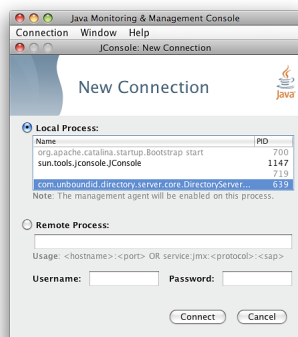 Java Monitoring & Management Console
Connection Window Help
JConsole: New Connection
New Connection
Java
Local Process:
Name PID
org.apache.catalina.startup.Bootstrap start 700
sun.tools.jconsole.JConsole 1147
719
com.unboundid.directory.server.core.DirectoryServer... 639
Note: The management agent will be enabled on this process.
Remote Process:
Usage: <hostname>:<port> OR service:jmx:<protocol>:<sap>
Username: Password:
Connect Cancel